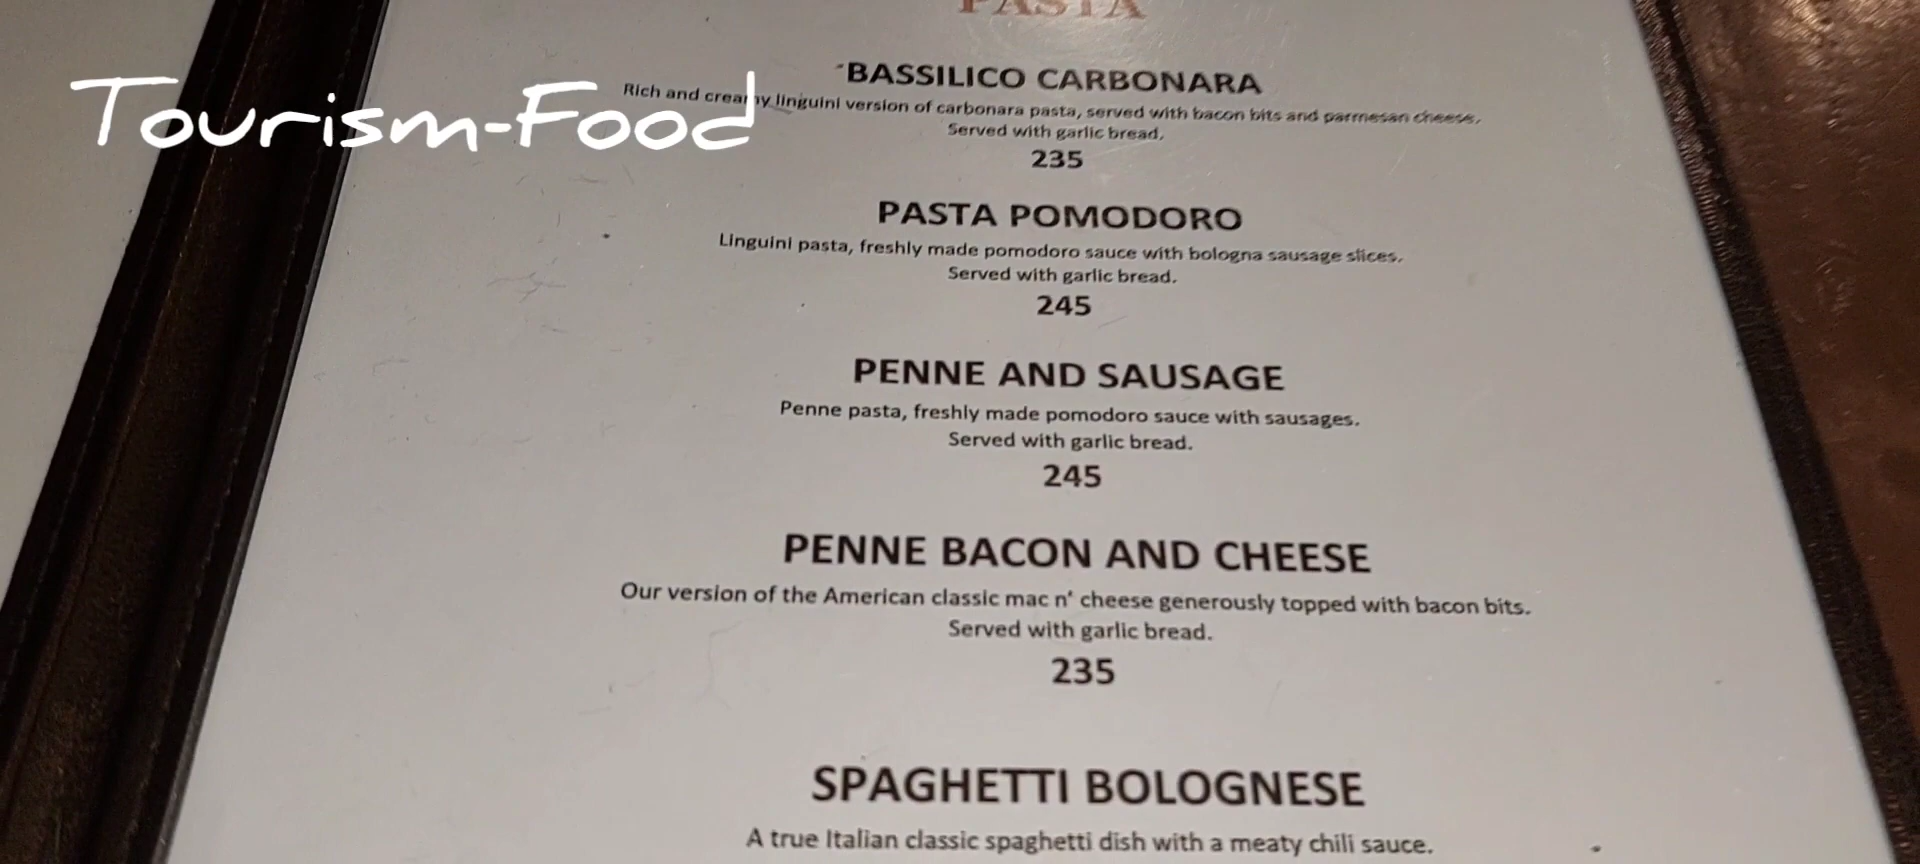 PASTA
Tourism-Food
BASSILICO CARBONARA
Rich and creamy linguini version of carbonara pasta, served with bacon bits and parmesan cheese.
Served with garlic bread.
235
PASTA POMODORO
Linguini pasta, freshly made pomodoro sauce with bologna sausage slices.
Served with garlic bread.
245
PENNE AND SAUSAGE
Penne pasta, freshly made pomodoro sauce with sausages.
Served with garlic bread.
245
PENNE BACON AND CHEESE
Our version of the American classic mac n' cheese generously topped with bacon bits.
Served with garlic bread.
235
SPAGHETTI BOLOGNESE
A true Italian classic spaghetti dish with a meaty chili sauce.